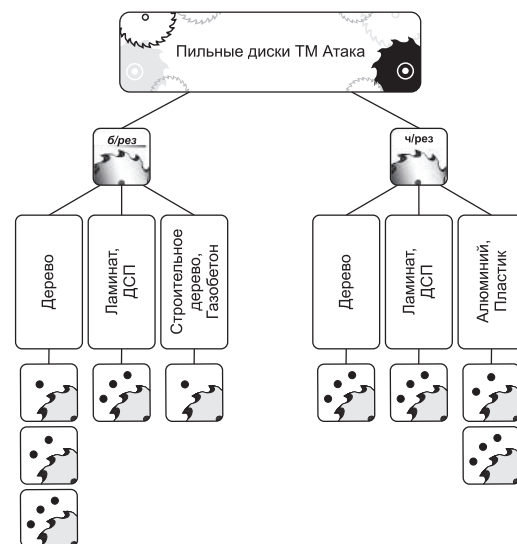 Пильные диски ТМ Атака
б/рез
ч/рез
Дерево
Ламинат,
ДСП
Строительное
дерево,
Газобетон
Дерево
Ламинат,
ДСП
Алюминий,
Пластик